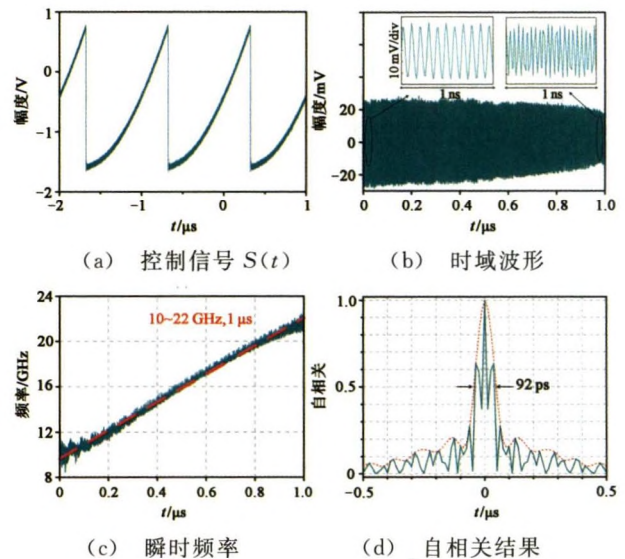 幅度/V
1
0
−1
−2
−2
−1
0
1
t/μs
(a) 控制信号 S(t)
幅度/mV
20
0
−20
10 mV/div
1 ns
1 ns
0
0.2
0.4
0.6
0.8
1.0
t/μs
(b) 时域波形
频率/GHz
24
20
16
12
8
10~22 GHz,1 μs
0
0.2
0.4
0.6
0.8
1.0
t/μs
(c) 瞬时频率
自相关
1.0
0.5
0
92 ps
−0.5
0
0.5
t/μs
(d) 自相关结果